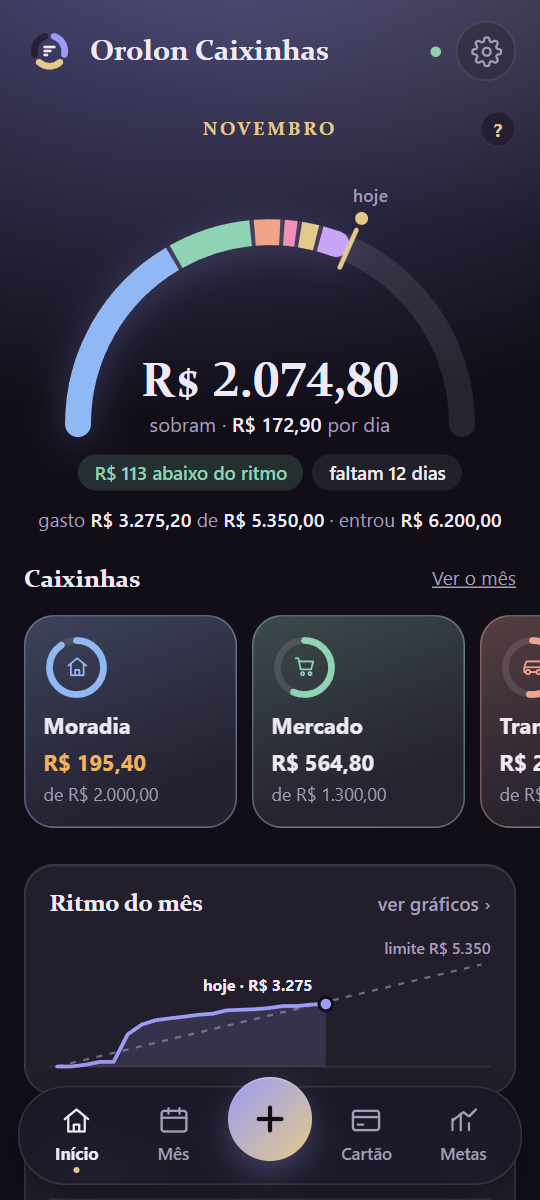 Orolon Caixinhas
NOVEMBRO
?
hoje
R$ 2.074,80
sobram · R$ 172,90 por dia
R$ 113 abaixo do ritmo
faltam 12 dias
gasto R$ 3.275,20 de R$ 5.350,00 · entrou R$ 6.200,00
Caixinhas
Ver o mês
Moradia
R$ 195,40
de R$ 2.000,00
Mercado
R$ 564,80
de R$ 1.300,00
Ritmo do mês
ver gráficos ›
limite R$ 5.350
hoje · R$ 3.275
Início
Mês
+
Cartão
Metas